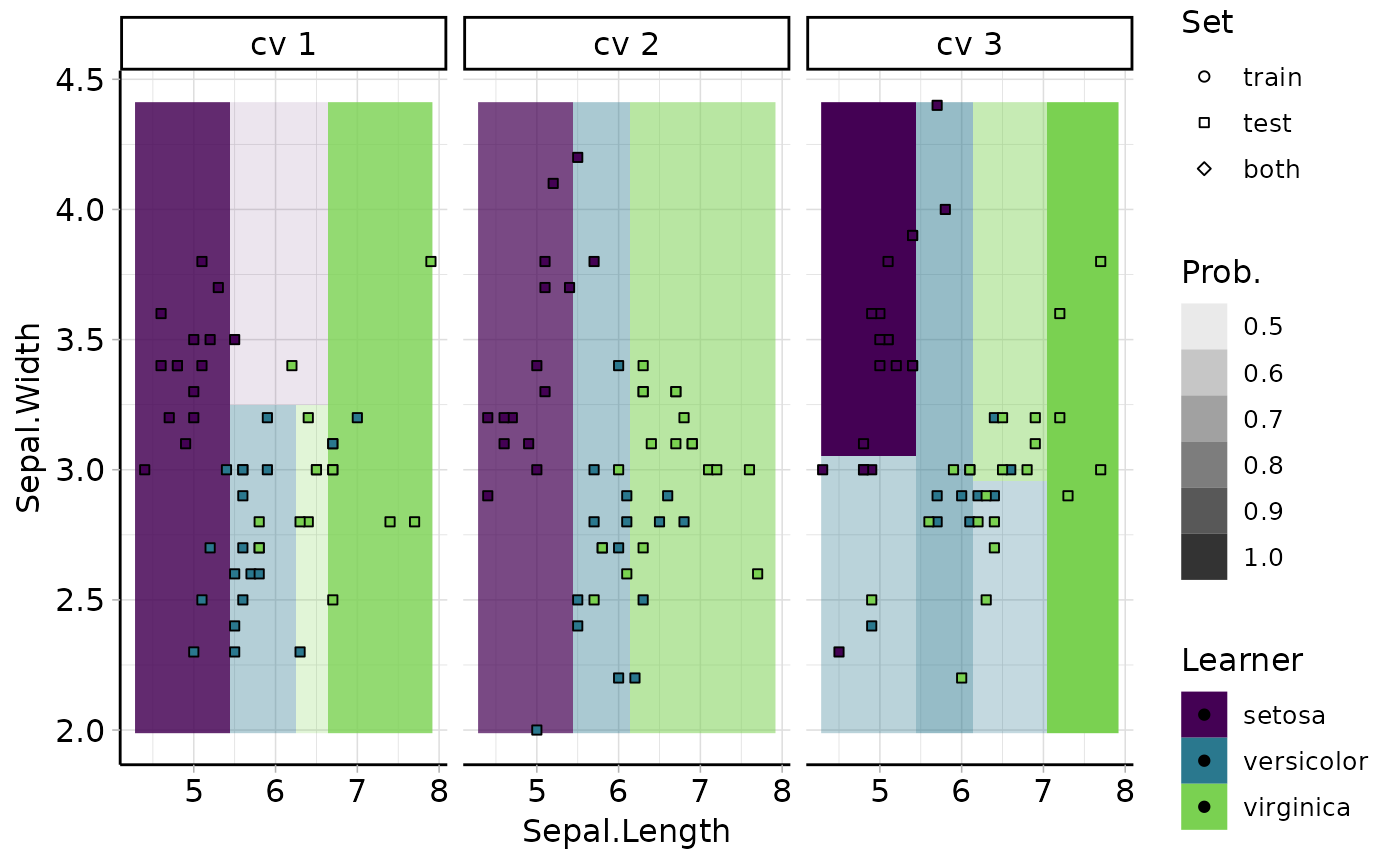 cv 1
cv 2
cv 3
4.5
4.0
3.5
3.0
2.5
2.0
Sepal.Width
5 6 7 8
5 6 7 8
5 6 7 8
Sepal.Length
Set
train
test
both
Prob.
0.5
0.6
0.7
0.8
0.9
1.0
Learner
setosa
versicolor
virginica